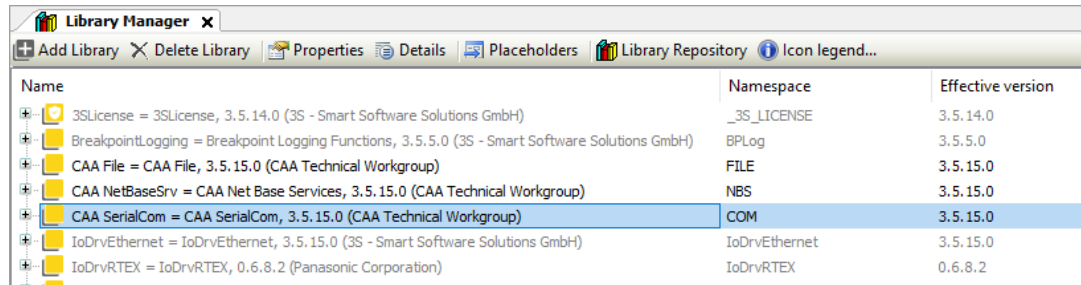 Library Manager x
Add Library Delete Library Properties Details Placeholders Library Repository Icon legend...
Name Namespace Effective version
3SLicense = 3SLicense, 3.5.14.0 (3S - Smart Software Solutions GmbH) _3S_LICENSE 3.5.14.0
BreakpointLogging = Breakpoint Logging Functions, 3.5.5.0 (3S - Smart Software Solutions GmbH) BPLog 3.5.5.0
CAA File = CAA File, 3.5.15.0 (CAA Technical Workgroup) FILE 3.5.15.0
CAA NetBaseSrv = CAA Net Base Services, 3.5.15.0 (CAA Technical Workgroup) NBS 3.5.15.0
CAA SerialCom = CAA SerialCom, 3.5.15.0 (CAA Technical Workgroup) COM 3.5.15.0
IoDrvEthernet = IoDrvEthernet, 3.5.15.0 (3S - Smart Software Solutions GmbH) IoDrvEthernet 3.5.15.0
IoDrvRTEX = IoDrvRTEX, 0.6.8.2 (Panasonic Corporation) IoDrvRTEX 0.6.8.2